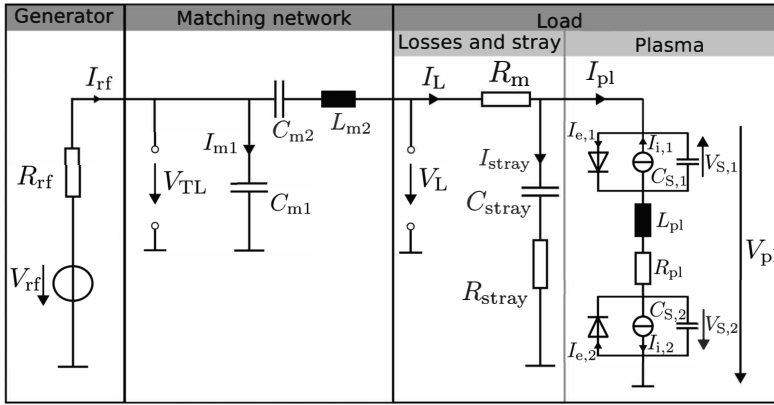 Generator
Matching network
Load
Losses and stray
Plasma
I_rf
I_L
R_m
I_pl
C_m2
L_m2
I_m1
I_e,1
I_i,1
V_S,1
C_S,1
R_rf
V_TL
C_m1
V_L
I_stray
C_stray
L_pl
V_pl
R_pl
V_rf
R_stray
C_S,2
V_S,2
I_e,2
I_i,2